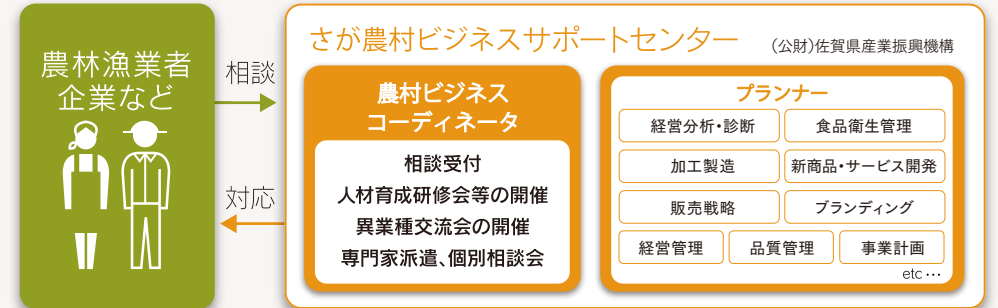 農林漁業者
企業など
相談
対応
さが農村ビジネスサポートセンター
（公財）佐賀県産業振興機構
農村ビジネス
コーディネータ
相談受付
人材育成研修会等の開催
異業種交流会の開催
専門家派遣、個別相談会
プランナー
経営分析・診断
食品衛生管理
加工製造
新商品・サービス開発
販売戦略
ブランディング
経営管理
品質管理
事業計画
etc…